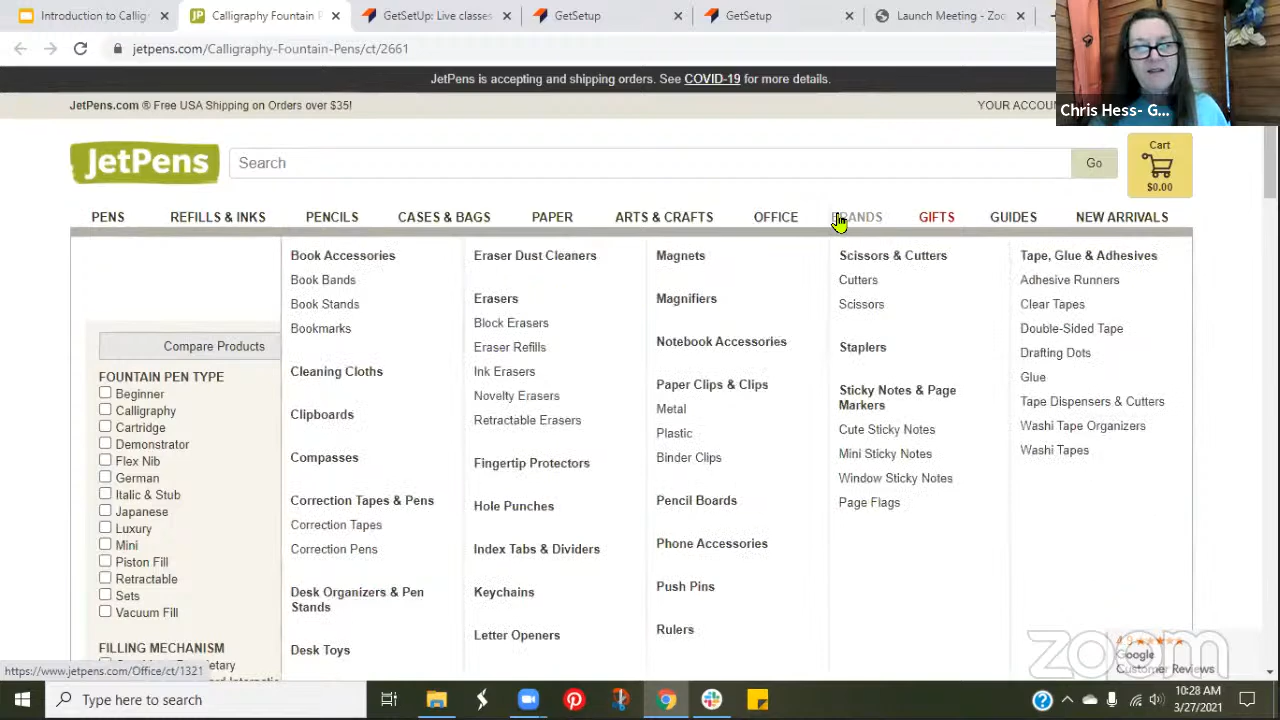 Introduction to Callig
Calligraphy Fountain P
GetSetUp: Live classes
GetSetup
GetSetup
Launch Meeting - Zoo
jetpens.com/Calligraphy-Fountain-Pens/ct/2661
Chris Hess- G...
JetPens is accepting and shipping orders. See COVID-19 for more details.
JetPens.com ® Free USA Shipping on Orders over $35!
YOUR ACCOUN
JetPens
Search
Go
Cart
$0.00
PENS REFILLS & INKS PENCILS CASES & BAGS PAPER ARTS & CRAFTS OFFICE BRANDS GIFTS GUIDES NEW ARRIVALS
Compare Products
FOUNTAIN PEN TYPE
Beginner
Calligraphy
Cartridge
Demonstrator
Flex Nib
German
Italic & Stub
Japanese
Luxury
Mini
Piston Fill
Retractable
Sets
Vacuum Fill
FILLING MECHANISM
Book Accessories
Book Bands
Book Stands
Bookmarks
Cleaning Cloths
Clipboards
Compasses
Correction Tapes & Pens
Correction Tapes
Correction Pens
Desk Organizers & Pen
Stands
Desk Toys
Eraser Dust Cleaners
Erasers
Block Erasers
Eraser Refills
Ink Erasers
Novelty Erasers
Retractable Erasers
Fingertip Protectors
Hole Punches
Index Tabs & Dividers
Keychains
Letter Openers
Magnets
Magnifiers
Notebook Accessories
Paper Clips & Clips
Metal
Plastic
Binder Clips
Pencil Boards
Phone Accessories
Push Pins
Rulers
Scissors & Cutters
Cutters
Scissors
Staplers
Sticky Notes & Page
Markers
Cute Sticky Notes
Mini Sticky Notes
Window Sticky Notes
Page Flags
Tape, Glue & Adhesives
Adhesive Runners
Clear Tapes
Double-Sided Tape
Drafting Dots
Glue
Tape Dispensers & Cutters
Washi Tape Organizers
Washi Tapes
4.9
Google
Customer Reviews
zoom
https://www.jetpens.com/Office/ct/1321
Type here to search
10:28 AM
3/27/2021